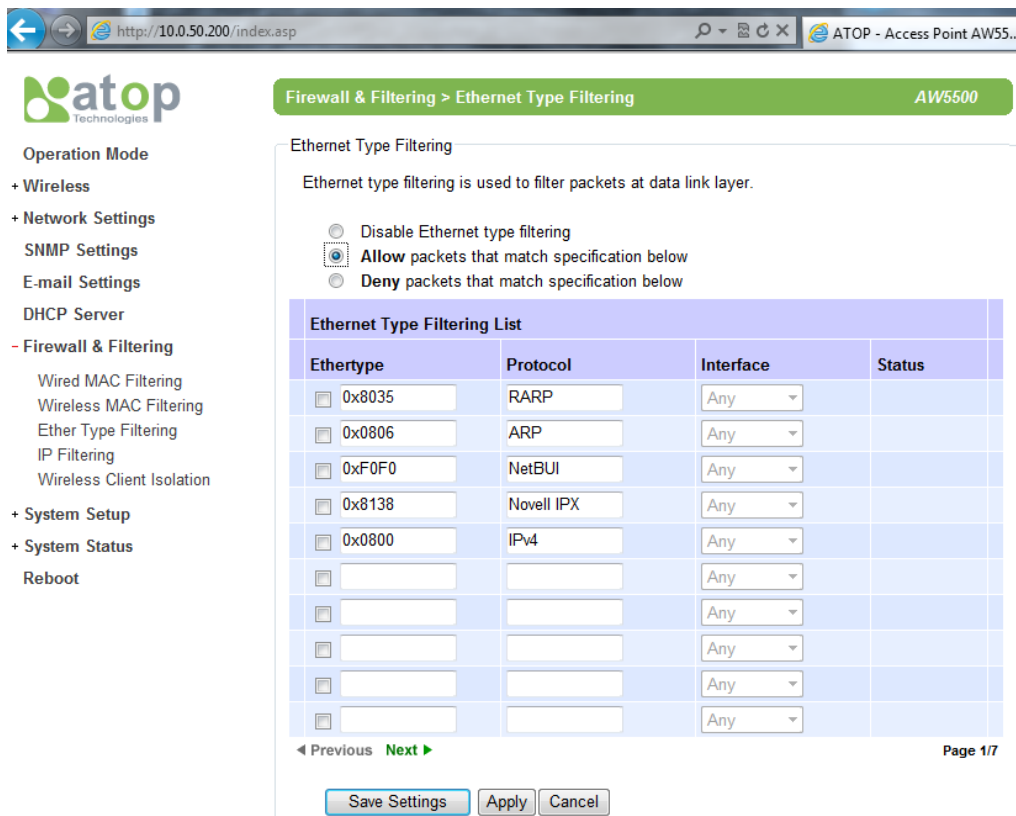 http://10.0.50.200/index.asp
ATOP - Access Point AW55...
atop
Technologies
Firewall & Filtering > Ethernet Type Filtering AW5500
Operation Mode
+ Wireless
+ Network Settings
SNMP Settings
E-mail Settings
DHCP Server
- Firewall & Filtering
Wired MAC Filtering
Wireless MAC Filtering
Ether Type Filtering
IP Filtering
Wireless Client Isolation
+ System Setup
+ System Status
Reboot
Ethernet Type Filtering
Ethernet type filtering is used to filter packets at data link layer.
Disable Ethernet type filtering
Allow packets that match specification below
Deny packets that match specification below
Ethernet Type Filtering List
Ethertype Protocol Interface Status
0x8035 RARP Any
0x0806 ARP Any
0xF0F0 NetBUI Any
0x8138 Novell IPX Any
0x0800 IPv4 Any
Any
Any
Any
Any
Any
Previous Next Page 1/7
Save Settings Apply Cancel